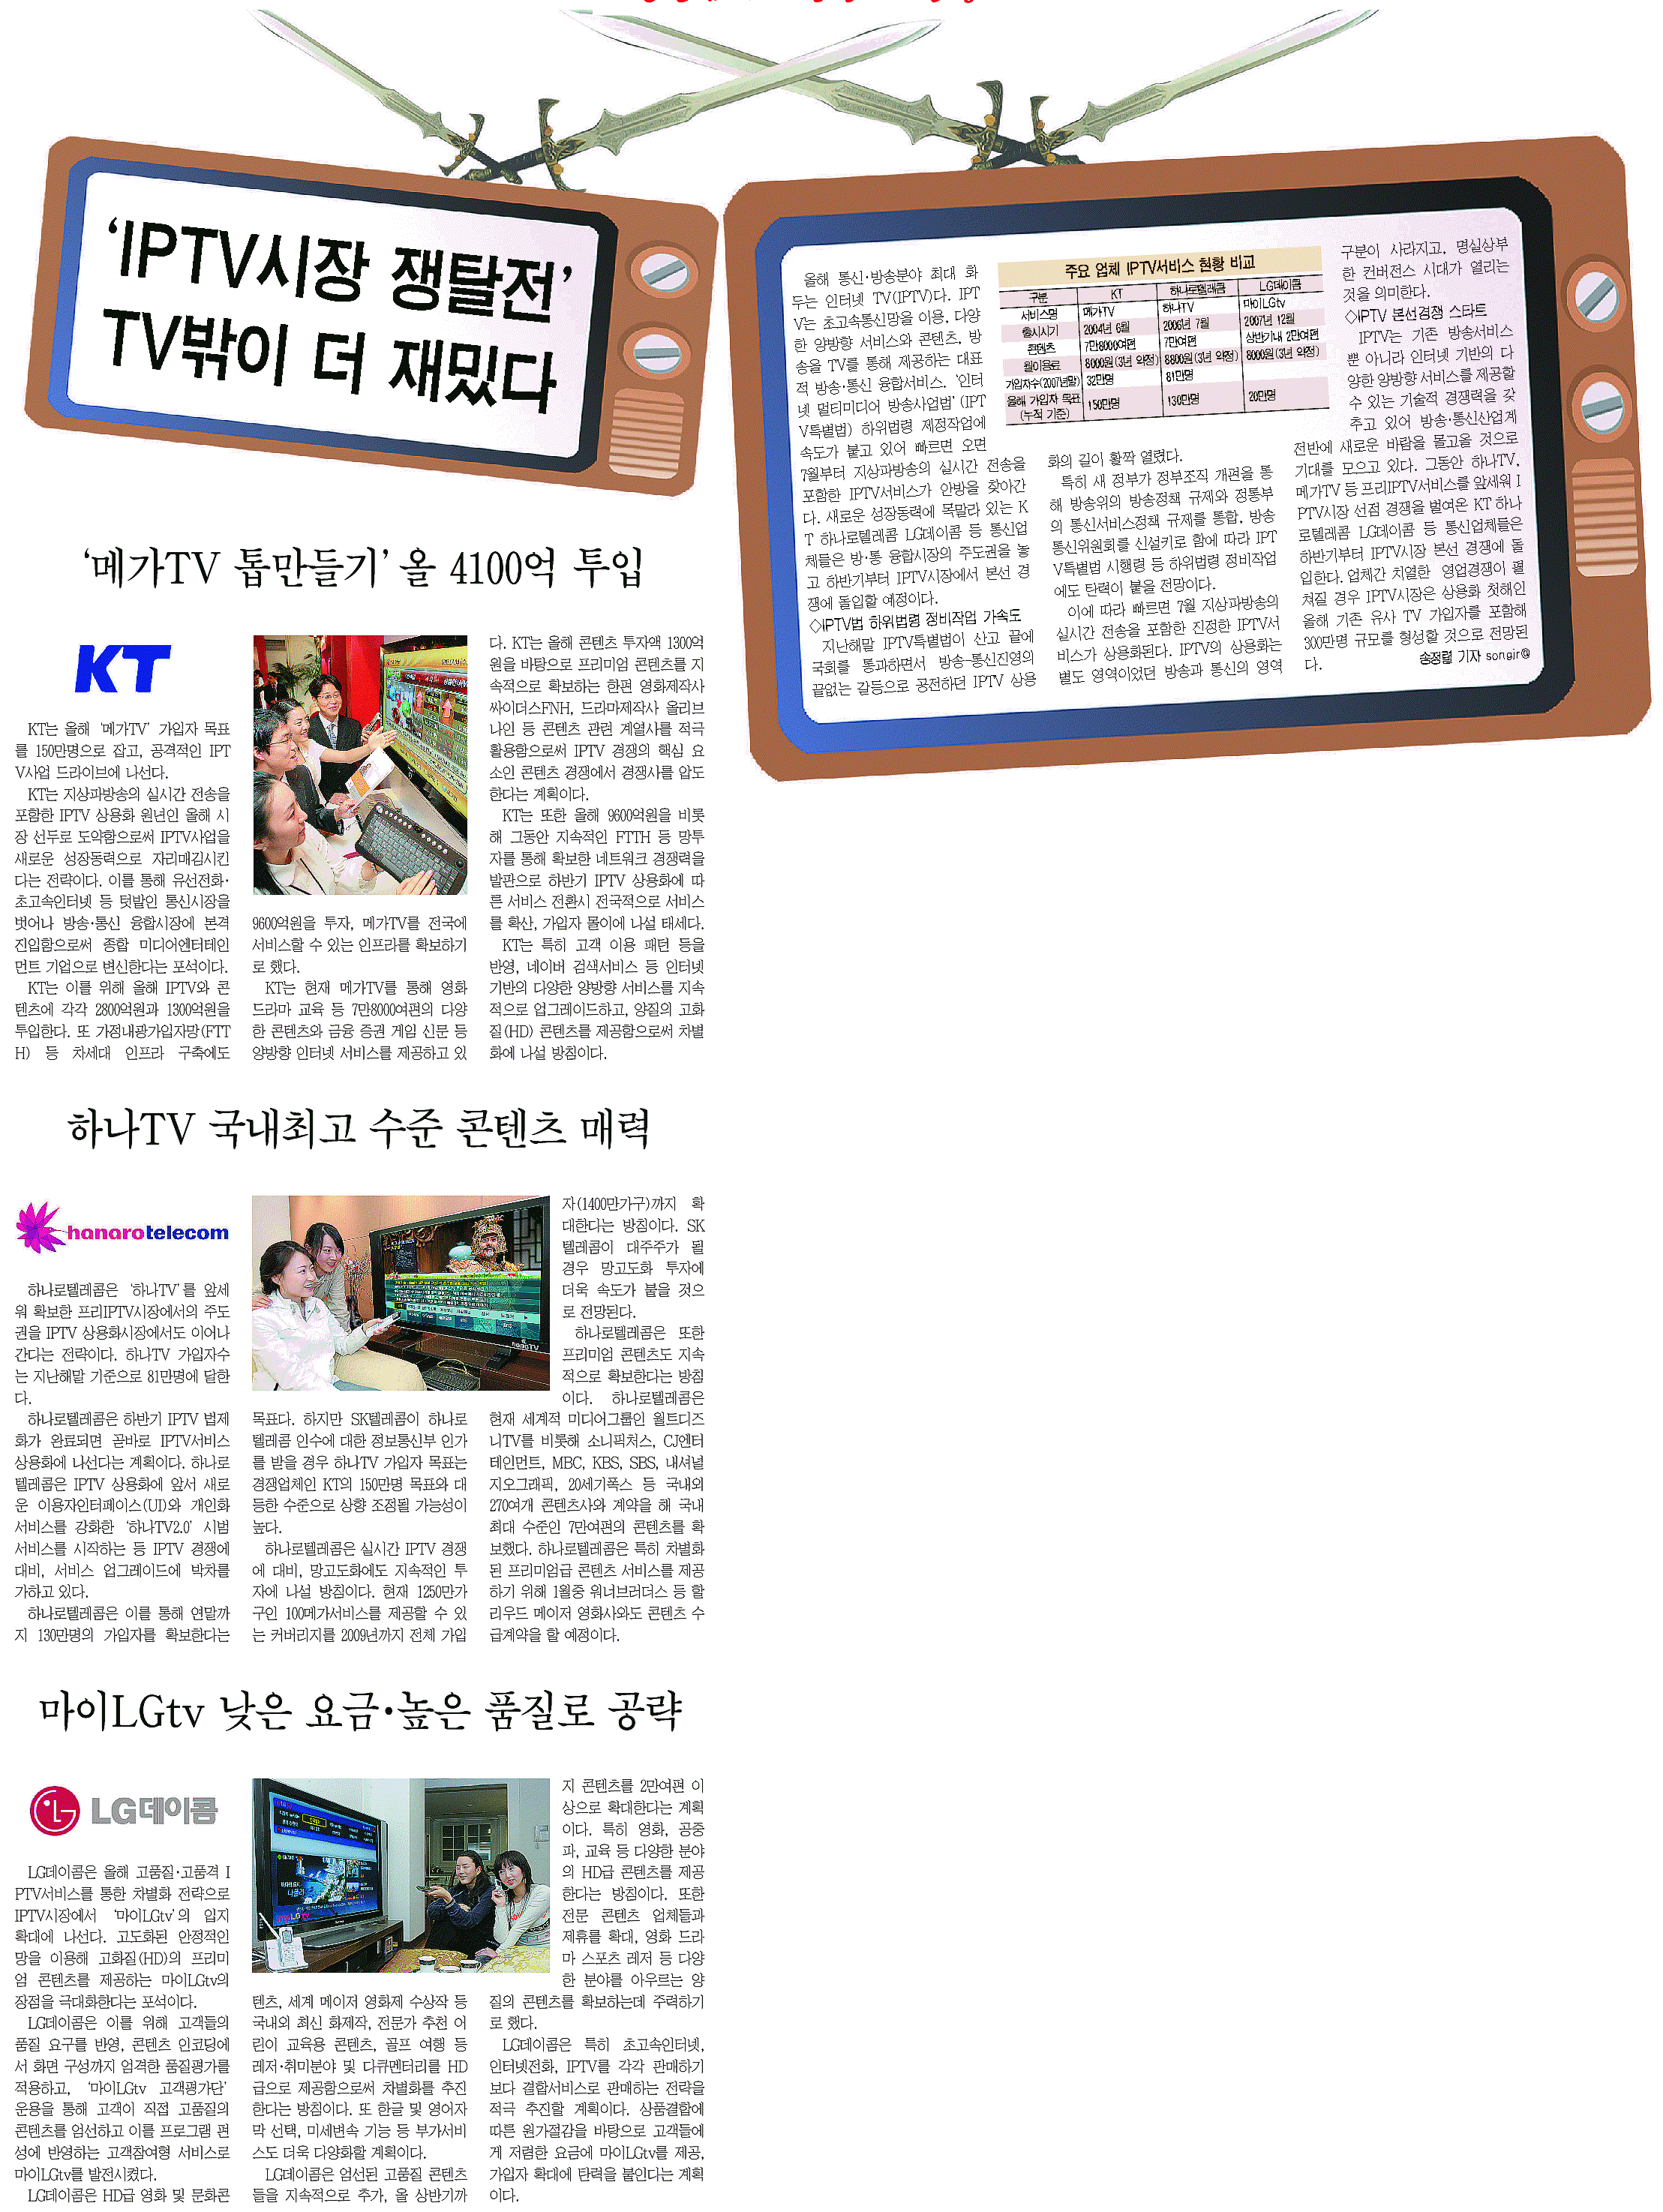 ‘IPTV시장 쟁탈전’
TV밖이 더 재밌다
올해 통신·방송분야 최대 화
두는 인터넷 TV(IPTV)다. IPT
V는 초고속통신망을 이용, 다양
한 양방향 서비스와 콘텐츠, 방
송을 TV를 통해 제공하는 대표
적 방송·통신 융합서비스. ‘인터
넷 멀티미디어 방송사업법’(IPT
V특별법) 하위법령 제정작업에
속도가 붙고 있어 빠르면 오면
7월부터 지상파방송의 실시간 전송을
포함한 IPTV서비스가 안방을 찾아간
다. 새로운 성장동력에 목말라 있는 K
T 하나로텔레콤 LG데이콤 등 통신업
체들은 방·통 융합시장의 주도권을 놓
고 하반기부터 IPTV시장에서 본선 경
쟁에 돌입할 예정이다.
◇IPTV법 하위법령 정비작업 가속도
지난해말 IPTV특별법이 산고 끝에
국회를 통과하면서 방송-통신진영의
끝없는 갈등으로 공전하던 IPTV 상용
주요 업체 IPTV서비스 현황 비교
구분 KT 하나로텔레콤 LG데이콤
서비스명 메가TV 하나TV 마이LGtv
출시시기 2004년 6월 2006년 7월 2007년 12월
콘텐츠 7만8000여편 7만여편 상반기내 2만여편
월이용료 8000원(3년 약정) 8800원(3년 약정) 8000원(3년 약정)
가입자수(2007년말) 32만명 81만명
올해 가입자 목표 150만명 130만명 20만명
(누적 기준)
화의 길이 활짝 열렸다.
특히 새 정부가 정부조직 개편을 통
해 방송위의 방송정책 규제와 정통부
의 통신서비스정책 규제를 통합, 방송
통신위원회를 신설키로 함에 따라 IPT
V특별법 시행령 등 하위법령 정비작업
에도 탄력이 붙을 전망이다.
이에 따라 빠르면 7월 지상파방송의
실시간 전송을 포함한 진정한 IPTV서
비스가 상용화된다. IPTV의 상용화는
별도 영역이었던 방송과 통신의 영역
구분이 사라지고, 명실상부
한 컨버전스 시대가 열리는
것을 의미한다.
◇IPTV 본선경쟁 스타트
IPTV는 기존 방송서비스
뿐 아니라 인터넷 기반의 다
양한 양방향 서비스를 제공할
수 있는 기술적 경쟁력을 갖
추고 있어 방송·통신산업계
전반에 새로운 바람을 몰고올 것으로
기대를 모으고 있다. 그동안 하나TV,
메가TV 등 프리IPTV서비스를 앞세워 I
PTV시장 선점 경쟁을 벌여온 KT 하나
로텔레콤 LG데이콤 등 통신업체들은
하반기부터 IPTV시장 본선 경쟁에 돌
입한다. 업체간 치열한 영업경쟁이 펼
쳐질 경우 IPTV시장은 상용화 첫해인
올해 기존 유사 TV 가입자를 포함해
300만명 규모를 형성할 것으로 전망된
다.
송정렬 기자 songjr@
‘메가TV 톱만들기’ 올 4100억 투입
KT
KT는 올해 ‘메가TV’ 가입자 목표
를 150만명으로 잡고, 공격적인 IPT
V사업 드라이브에 나선다.
KT는 지상파방송의 실시간 전송을
포함한 IPTV 상용화 원년인 올해 시
장 선두로 도약함으로써 IPTV사업을
새로운 성장동력으로 자리매김시킨
다는 전략이다. 이를 통해 유선전화·
초고속인터넷 등 텃밭인 통신시장을
벗어나 방송·통신 융합시장에 본격
진입함으로써 종합 미디어엔터테인
먼트 기업으로 변신한다는 포석이다.
KT는 이를 위해 올해 IPTV와 콘
텐츠에 각각 2800억원과 1300억원을
투입한다. 또 가정내광가입자망(FTT
H) 등 차세대 인프라 구축에도
9600억원을 투자, 메가TV를 전국에
서비스할 수 있는 인프라를 확보하기
로 했다.
KT는 현재 메가TV를 통해 영화
드라마 교육 등 7만8000여편의 다양
한 콘텐츠와 금융 증권 게임 신문 등
양방향 인터넷 서비스를 제공하고 있
다. KT는 올해 콘텐츠 투자액 1300억
원을 바탕으로 프리미엄 콘텐츠를 지
속적으로 확보하는 한편 영화제작사
싸이더스FNH, 드라마제작사 올리브
나인 등 콘텐츠 관련 계열사를 적극
활용함으로써 IPTV 경쟁의 핵심 요
소인 콘텐츠 경쟁에서 경쟁사를 압도
한다는 계획이다.
KT는 또한 올해 9600억원을 비롯
해 그동안 지속적인 FTTH 등 망투
자를 통해 확보한 네트워크 경쟁력을
발판으로 하반기 IPTV 상용화에 따
른 서비스 전환시 전국적으로 서비스
를 확산, 가입자 몰이에 나설 태세다.
KT는 특히 고객 이용 패턴 등을
반영, 네이버 검색서비스 등 인터넷
기반의 다양한 양방향 서비스를 지속
적으로 업그레이드하고, 양질의 고화
질(HD) 콘텐츠를 제공함으로써 차별
화에 나설 방침이다.
하나TV 국내최고 수준 콘텐츠 매력
hanarotelecom
하나로텔레콤은 ‘하나TV’를 앞세
워 확보한 프리IPTV시장에서의 주도
권을 IPTV 상용화시장에서도 이어나
간다는 전략이다. 하나TV 가입자수
는 지난해말 기준으로 81만명에 달한
다.
하나로텔레콤은 하반기 IPTV 법제
화가 완료되면 곧바로 IPTV서비스
상용화에 나선다는 계획이다. 하나로
텔레콤은 IPTV 상용화에 앞서 새로
운 이용자인터페이스(UI)와 개인화
서비스를 강화한 ‘하나TV2.0’ 시범
서비스를 시작하는 등 IPTV 경쟁에
대비, 서비스 업그레이드에 박차를
가하고 있다.
하나로텔레콤은 이를 통해 연말까
지 130만명의 가입자를 확보한다는
hanaTV
목표다. 하지만 SK텔레콤이 하나로
텔레콤 인수에 대한 정보통신부 인가
를 받을 경우 하나TV 가입자 목표는
경쟁업체인 KT의 150만명 목표와 대
등한 수준으로 상향 조정될 가능성이
높다.
하나로텔레콤은 실시간 IPTV 경쟁
에 대비, 망고도화에도 지속적인 투
자에 나설 방침이다. 현재 1250만가
구인 100메가서비스를 제공할 수 있
는 커버리지를 2009년까지 전체 가입
자(1400만가구)까지 확
대한다는 방침이다. SK
텔레콤이 대주주가 될
경우 망고도화 투자에
더욱 속도가 붙을 것으
로 전망된다.
하나로텔레콤은 또한
프리미엄 콘텐츠도 지속
적으로 확보한다는 방침
이다. 하나로텔레콤은
현재 세계적 미디어그룹인 월트디즈
니TV를 비롯해 소니픽처스, CJ엔터
테인먼트, MBC, KBS, SBS, 내셔널
지오그래픽, 20세기폭스 등 국내외
270여개 콘텐츠사와 계약을 해 국내
최대 수준인 7만여편의 콘텐츠를 확
보했다. 하나로텔레콤은 특히 차별화
된 프리미엄급 콘텐츠 서비스를 제공
하기 위해 1월중 워너브러더스 등 할
리우드 메이저 영화사와도 콘텐츠 수
급계약을 할 예정이다.
마이LGtv 낮은 요금·높은 품질로 공략
LG데이콤
LG데이콤은 올해 고품질·고품격 I
PTV서비스를 통한 차별화 전략으로
IPTV시장에서 ‘마이LGtv’의 입지
확대에 나선다. 고도화된 안정적인
망을 이용해 고화질(HD)의 프리미
엄 콘텐츠를 제공하는 마이LGtv의
장점을 극대화한다는 포석이다.
LG데이콤은 이를 위해 고객들의
품질 요구를 반영, 콘텐츠 인코딩에
서 화면 구성까지 엄격한 품질평가를
적용하고, ‘마이LGtv 고객평가단’
운용을 통해 고객이 직접 고품질의
콘텐츠를 엄선하고 이를 프로그램 편
성에 반영하는 고객참여형 서비스로
마이LGtv를 발전시켰다.
LG데이콤은 HD급 영화 및 문화콘
텐츠, 세계 메이저 영화제 수상작 등
국내외 최신 화제작, 전문가 추천 어
린이 교육용 콘텐츠, 골프 여행 등
레저·취미분야 및 다큐멘터리를 HD
급으로 제공함으로써 차별화를 추진
한다는 방침이다. 또 한글 및 영어자
막 선택, 미세변속 기능 등 부가서비
스도 더욱 다양화할 계획이다.
LG데이콤은 엄선된 고품질 콘텐츠
들을 지속적으로 추가, 올 상반기까
지 콘텐츠를 2만여편 이
상으로 확대한다는 계획
이다. 특히 영화, 공중
파, 교육 등 다양한 분야
의 HD급 콘텐츠를 제공
한다는 방침이다. 또한
전문 콘텐츠 업체들과
제휴를 확대, 영화 드라
마 스포츠 레저 등 다양
한 분야를 아우르는 양
질의 콘텐츠를 확보하는데 주력하기
로 했다.
LG데이콤은 특히 초고속인터넷,
인터넷전화, IPTV를 각각 판매하기
보다 결합서비스로 판매하는 전략을
적극 추진할 계획이다. 상품결합에
따른 원가절감을 바탕으로 고객들에
게 저렴한 요금에 마이LGtv를 제공,
가입자 확대에 탄력을 붙인다는 계획
이다.